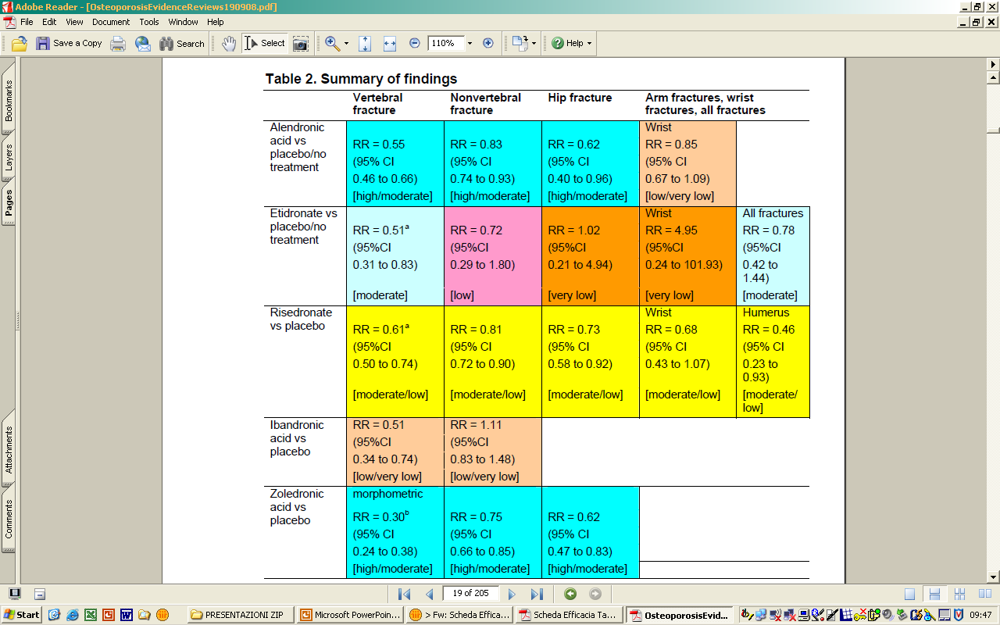 Adobe Reader - [OsteoporosisEvidenceReviews190908.pdf]
File Edit View Document Tools Window Help
Save a Copy Search Select 110% Help
Bookmarks
Layers
Pages
Attachments
Comments
Table 2. Summary of findings
Vertebral fracture
Nonvertebral fracture
Hip fracture
Arm fractures, wrist fractures, all fractures
Alendronic
acid vs
placebo/no
treatment
RR = 0.55
(95% CI
0.46 to 0.66)
[high/moderate]
RR = 0.83
(95% CI
0.74 to 0.93)
[high/moderate]
RR = 0.62
(95% CI
0.40 to 0.96)
[high/moderate]
Wrist
RR = 0.85
(95% CI
0.67 to 1.09)
[low/very low]
Etidronate vs
placebo/no
treatment
RR = 0.51a
(95%CI
0.31 to 0.83)
[moderate]
RR = 0.72
(95%CI
0.29 to 1.80)
[low]
RR = 1.02
(95%CI
0.21 to 4.94)
[very low]
Wrist
RR = 4.95
(95%CI
0.24 to 101.93)
[very low]
All fractures
RR = 0.78
(95%CI
0.42 to
1.44)
[moderate]
Risedronate
vs placebo
RR = 0.61a
(95%CI
0.50 to 0.74)
[moderate/low]
RR = 0.81
(95% CI
0.72 to 0.90)
[moderate/low]
RR = 0.73
(95% CI
0.58 to 0.92)
[moderate/low]
Wrist
RR = 0.68
(95% CI
0.43 to 1.07)
[moderate/low]
Humerus
RR = 0.46
(95% CI
0.23 to
0.93)
[moderate/
low]
Ibandronic
acid vs
placebo
RR = 0.51
(95%CI
0.34 to 0.74)
[low/very low]
RR = 1.11
(95%CI
0.83 to 1.48)
[low/very low]
Zoledronic
acid vs
placebo
morphometric
RR = 0.30b
(95% CI
0.24 to 0.38)
[high/moderate]
RR = 0.75
(95% CI
0.66 to 0.85)
[high/moderate]
RR = 0.62
(95% CI
0.47 to 0.83)
[high/moderate]
19 of 205
Start PRESENTAZIONI ZIP Microsoft PowerPoin... > Fw: Scheda Effica... Scheda Efficacia Ta... OsteoporosisEvid... 09:47